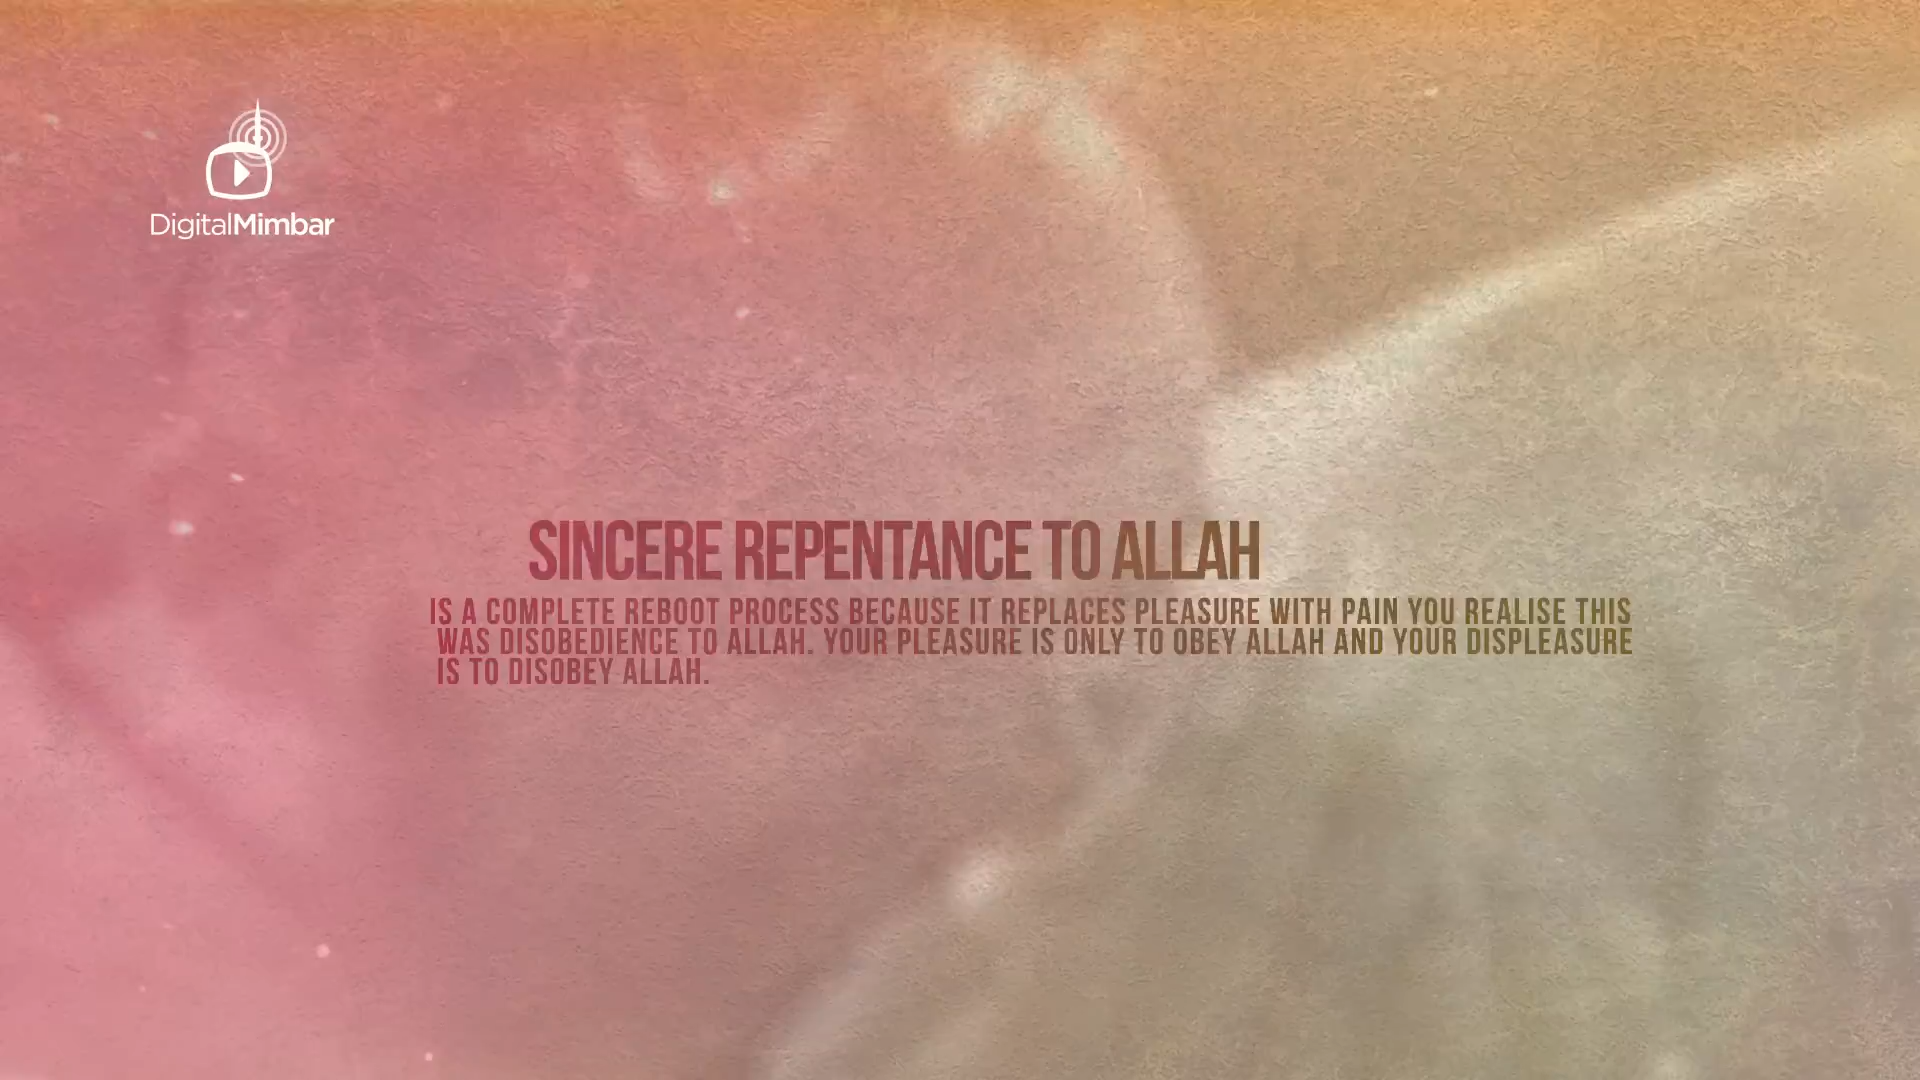 DigitalMimbar
SINCERE REPENTANCE TO ALLAH
IS A COMPLETE REBOOT PROCESS BECAUSE IT REPLACES PLEASURE WITH PAIN YOU REALISE THIS
WAS DISOBEDIENCE TO ALLAH. YOUR PLEASURE IS ONLY TO OBEY ALLAH AND YOUR DISPLEASURE
IS TO DISOBEY ALLAH.